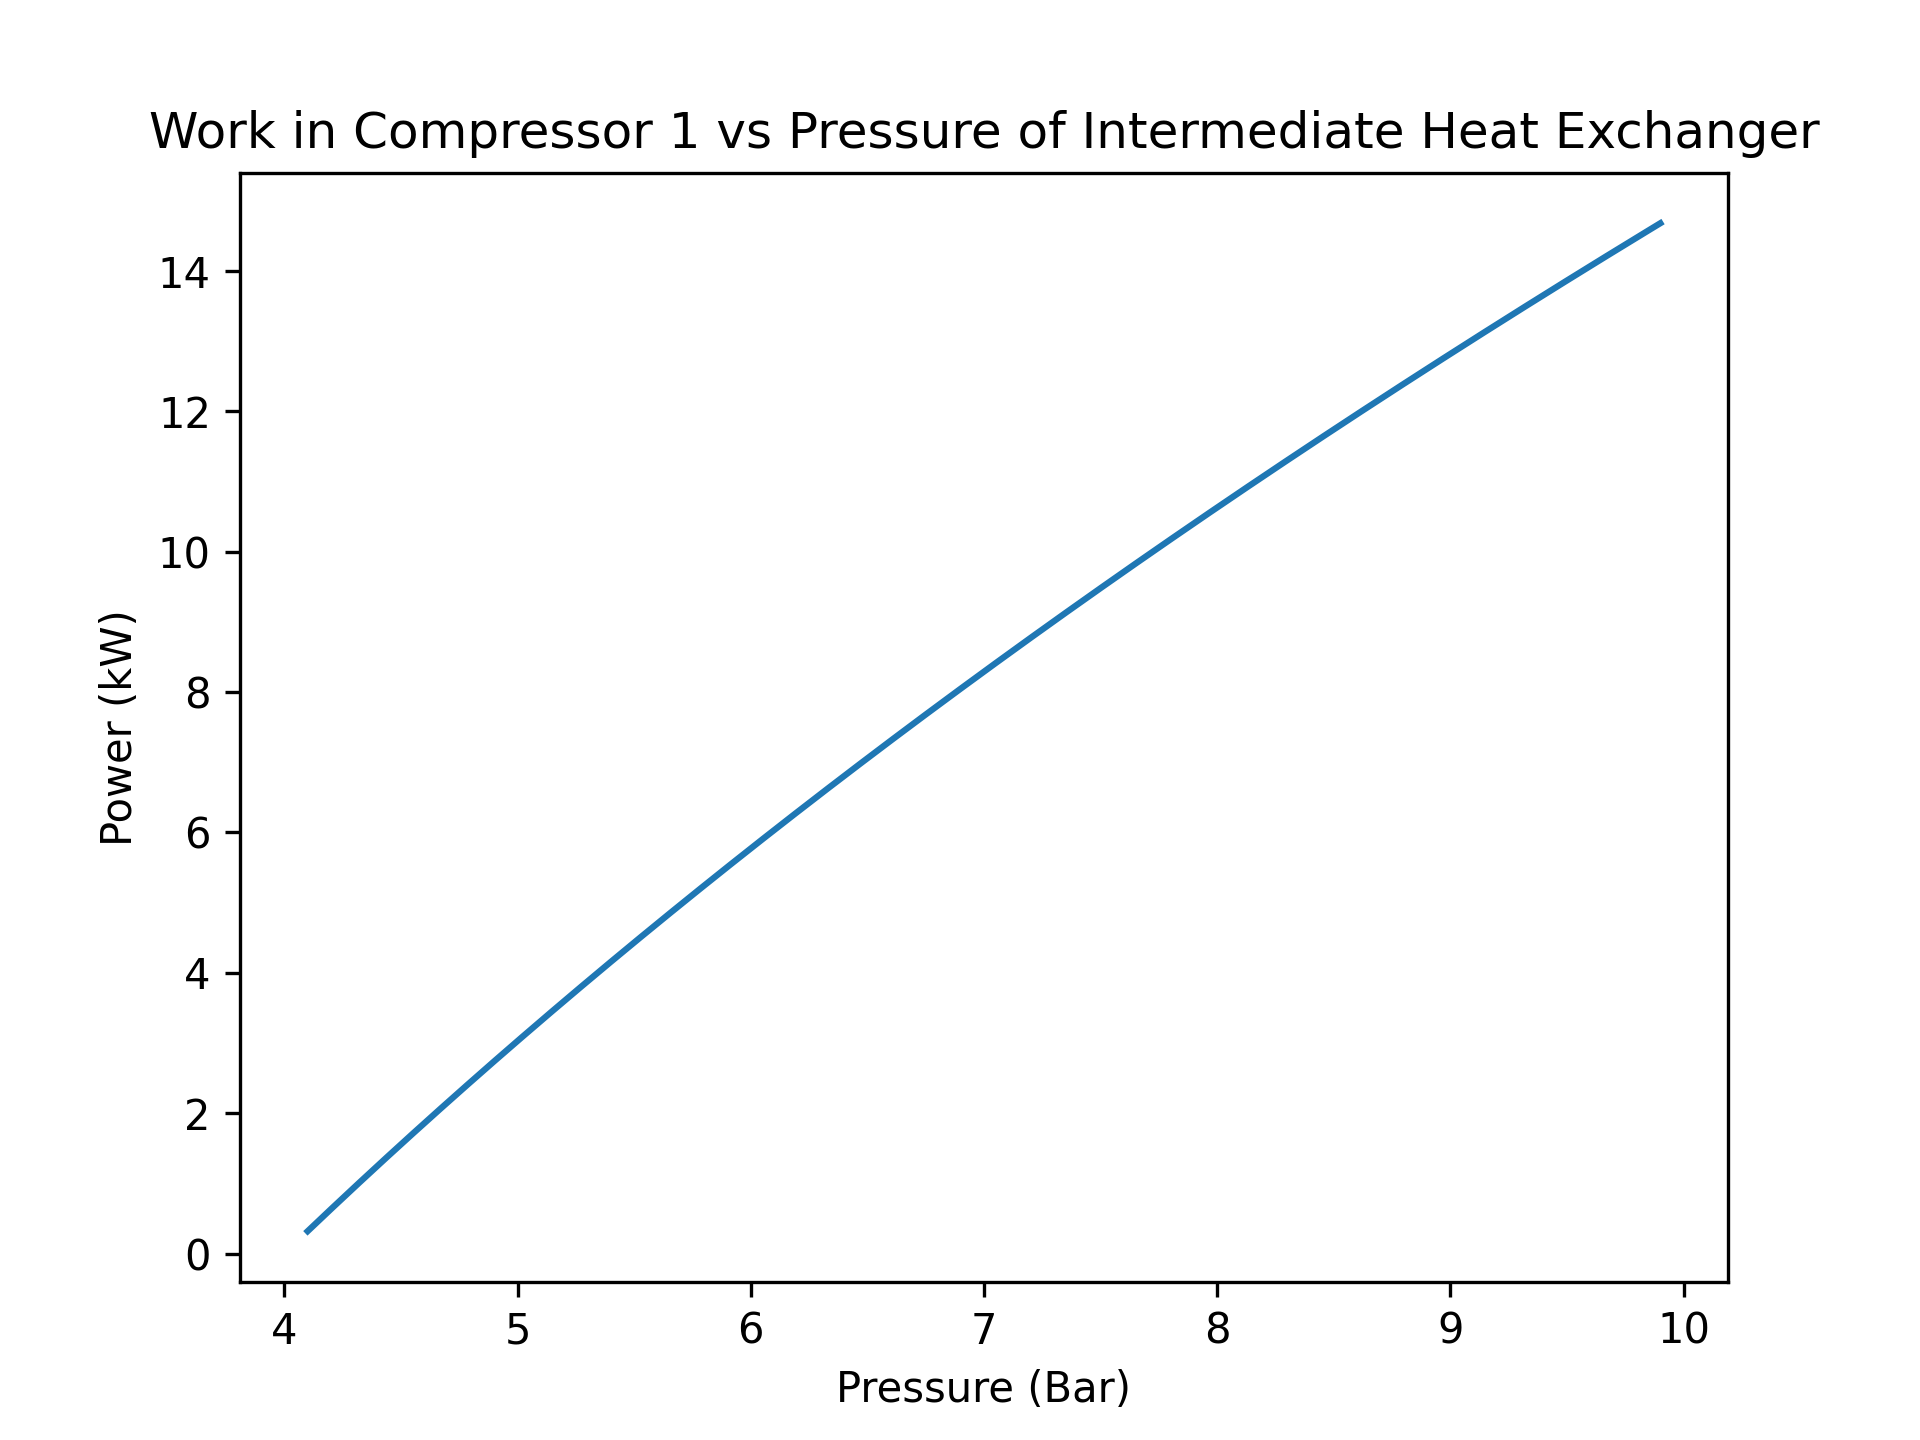 Work in Compressor 1 vs Pressure of Intermediate Heat Exchanger
14
12
10
8
6
4
2
0
Power (kW)
4 5 6 7 8 9 10
Pressure (Bar)